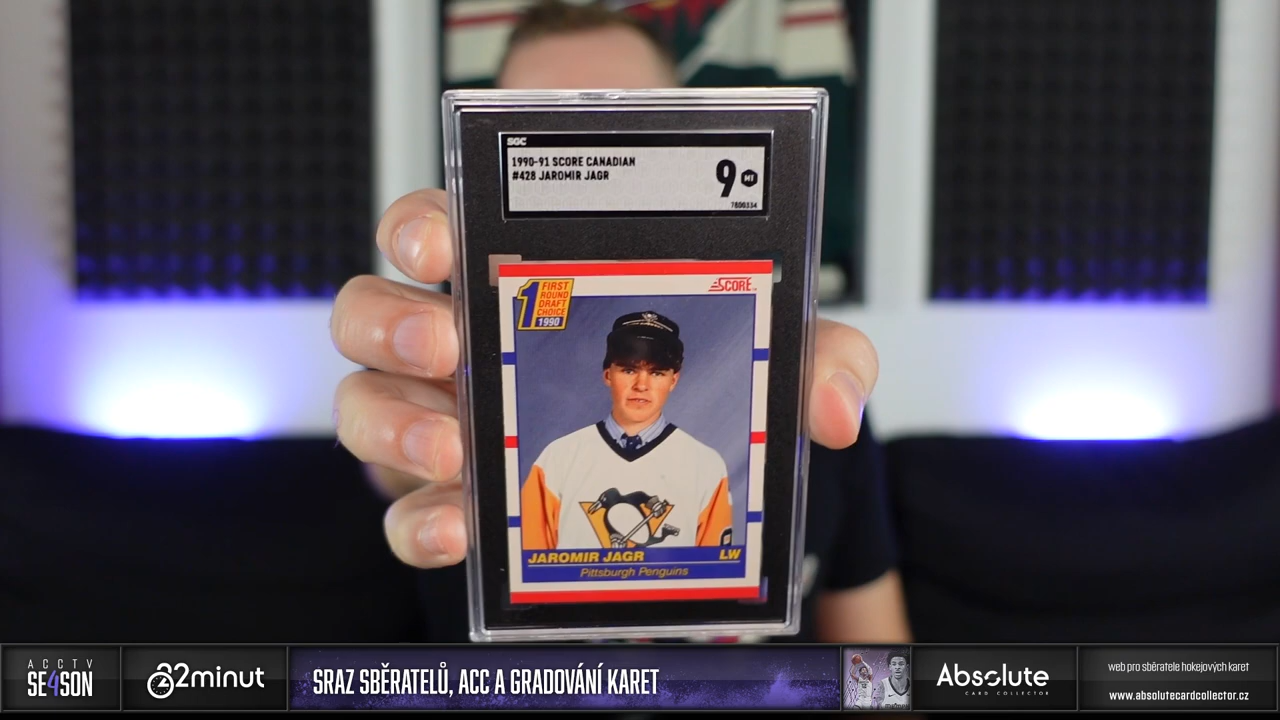 SGC
1990-91 SCORE CANADIAN
#428 JAROMIR JAGR
9 MT
7800334
1 FIRST
ROUND
DRAFT
CHOICE
1990
SCORE
JAROMIR JAGR LW
Pittsburgh Penguins
ACCTV
SE4SON
22minut
SRAZ SBĚRATELŮ, ACC A GRADOVÁNÍ KARET
Absolute
CARD COLLECTOR
web pro sběratele hokejových karet
www.absolutecardcollector.cz